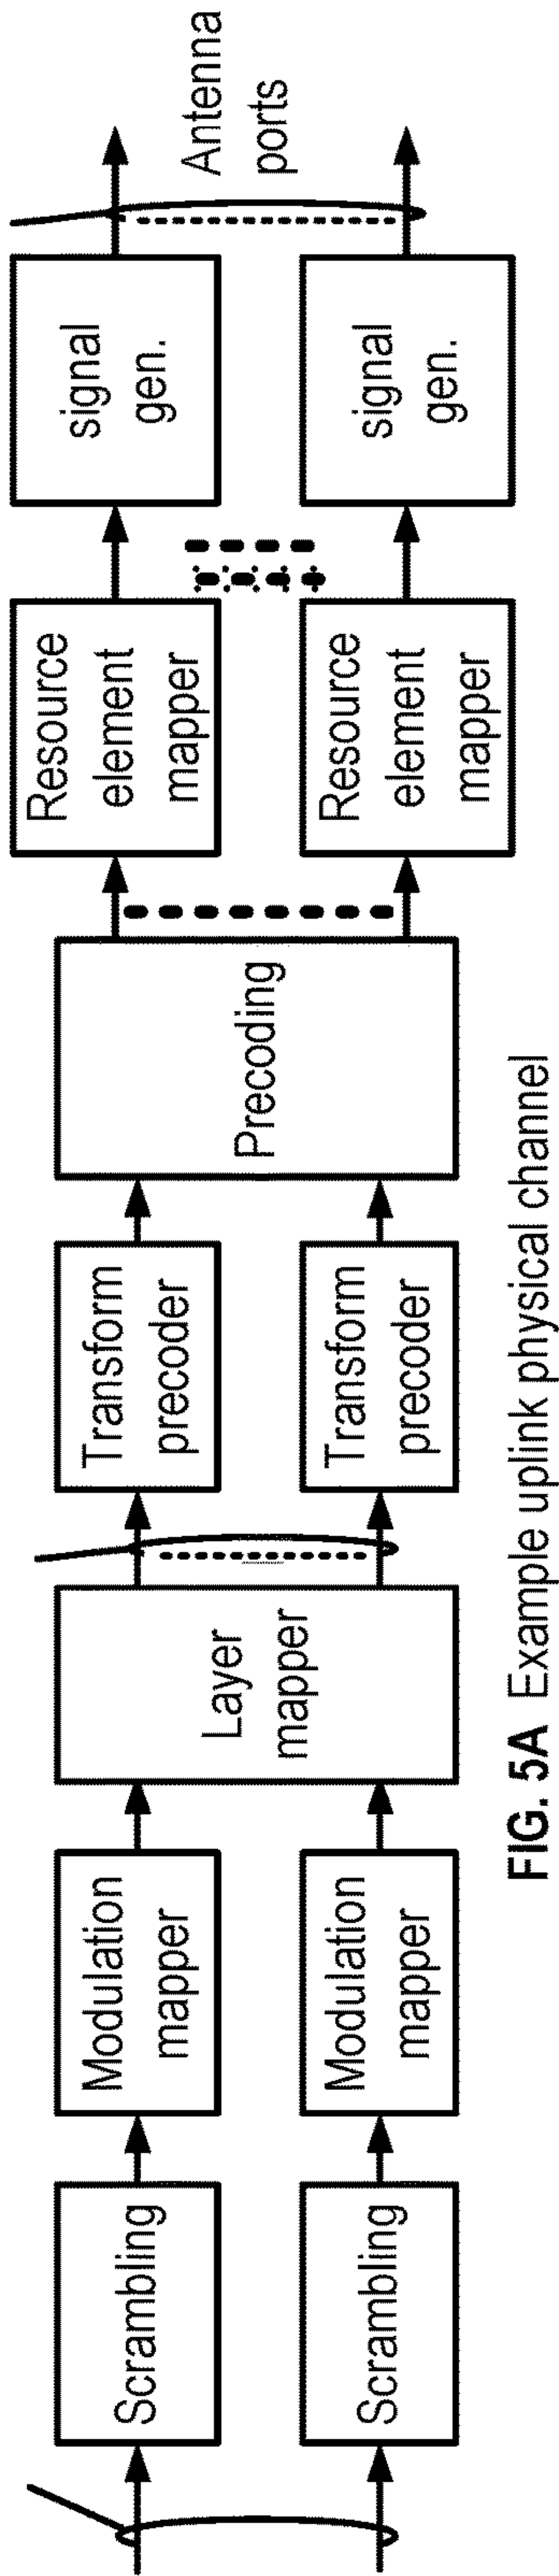 Scrambling
Modulation
mapper
Scrambling
Modulation
mapper
Layer
mapper
Transform
precoder
Transform
precoder
Precoding
Resource
element
mapper
Resource
element
mapper
signal
gen.
signal
gen.
Antenna
ports
FIG. 5A Example uplink physical channel